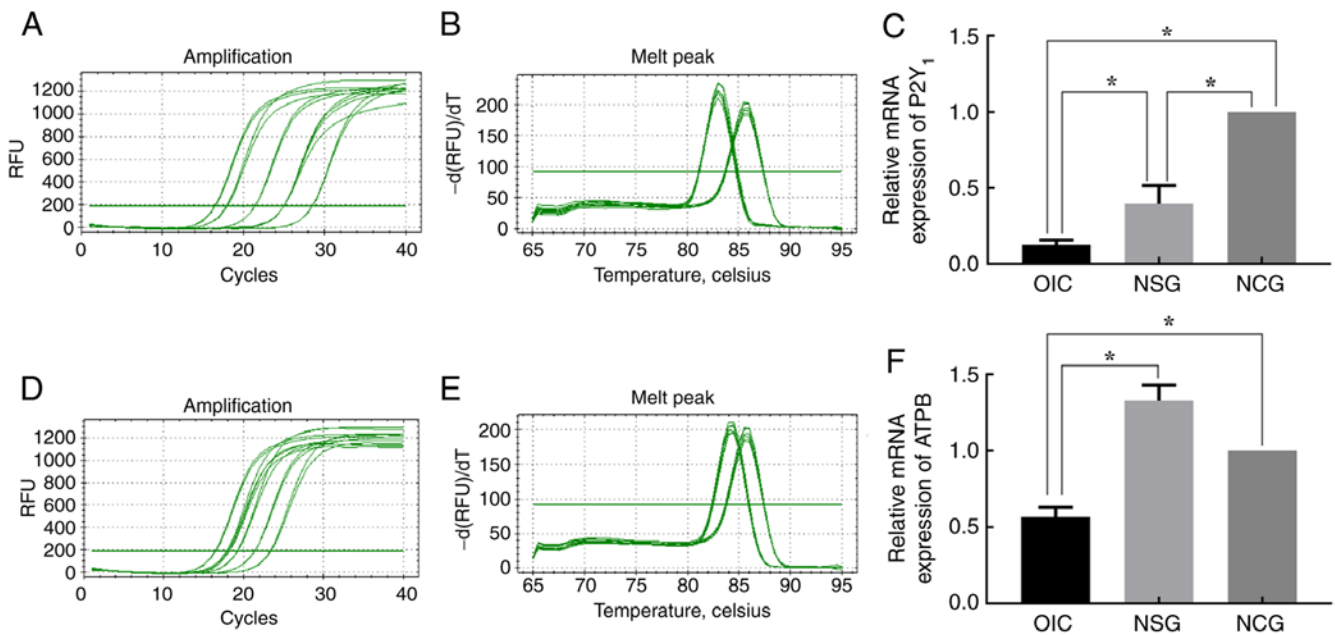 A
Amplification
RFU
1200
1000
800
600
400
200
0
0 10 20 30 40
Cycles
B
Melt peak
–d(RFU)/dT
200
150
100
50
0
65 70 75 80 85 90 95
Temperature, celsius
C
Relative mRNA
expression of P2Y₁
1.5
1.0
0.5
0.0
* * *
OIC NSG NCG
D
Amplification
RFU
1200
1000
800
600
400
200
0
0 10 20 30 40
Cycles
E
Melt peak
–d(RFU)/dT
200
150
100
50
0
65 70 75 80 85 90 95
Temperature, celsius
F
Relative mRNA
expression of ATPB
1.5
1.0
0.5
0.0
* *
OIC NSG NCG